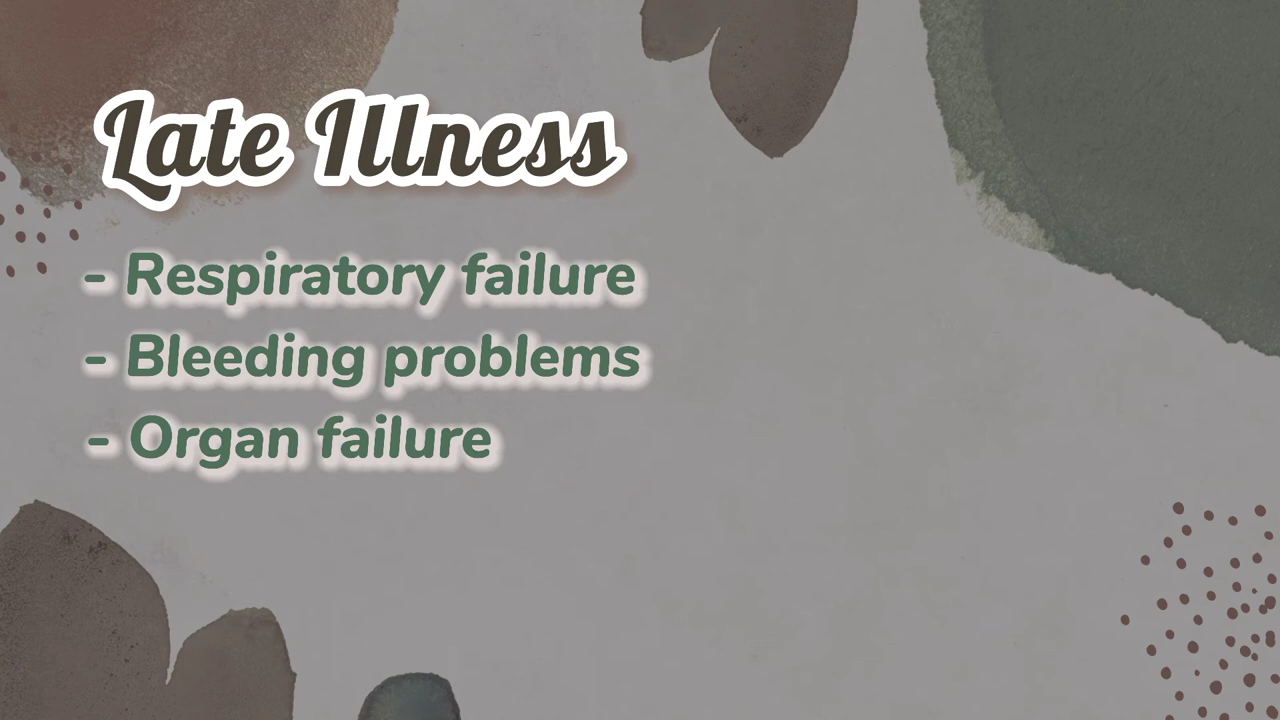 Late Illness
- Respiratory failure
- Bleeding problems
- Organ failure